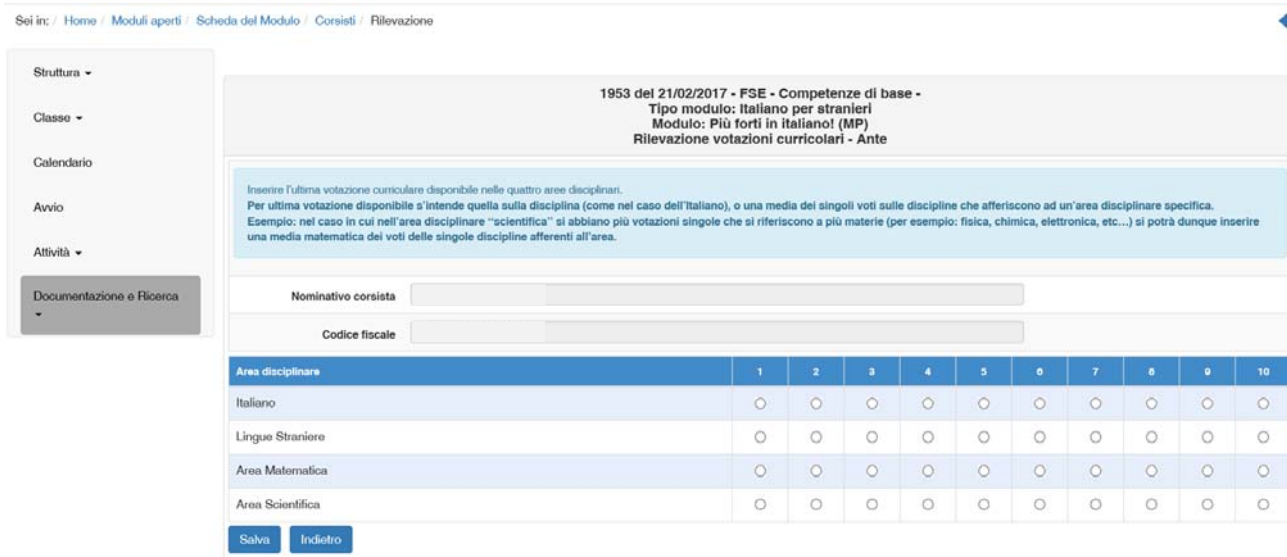 Sei in: / Home / Moduli aperti / Scheda del Modulo / Corsisti / Rilevazione
Struttura
Classe
Calendario
Avvio
Attività
Documentazione e Ricerca
1953 del 21/02/2017 - FSE - Competenze di base -
Tipo modulo: Italiano per stranieri
Modulo: Più forti in italiano! (MP)
Rilevazione votazioni curricolari - Ante
Inserire l'ultima votazione curriculare disponibile nelle quattro aree disciplinari.
Per ultima votazione disponibile s'intende quella sulla disciplina (come nel caso dell'Italiano), o una media dei singoli voti sulle discipline che afferiscono ad un'area disciplinare specifica.
Esempio: nel caso in cui nell'area disciplinare "scientifica" si abbiano più votazioni singole che si riferiscono a più materie (per esempio: fisica, chimica, elettronica, etc...) si potrà dunque inserire
una media matematica dei voti delle singole discipline afferenti all'area.
Nominativo corsista
Codice fiscale
Area disciplinare 1 2 3 4 5 6 7 8 9 10
Italiano
Lingue Straniere
Area Matematica
Area Scientifica
Salva Indietro